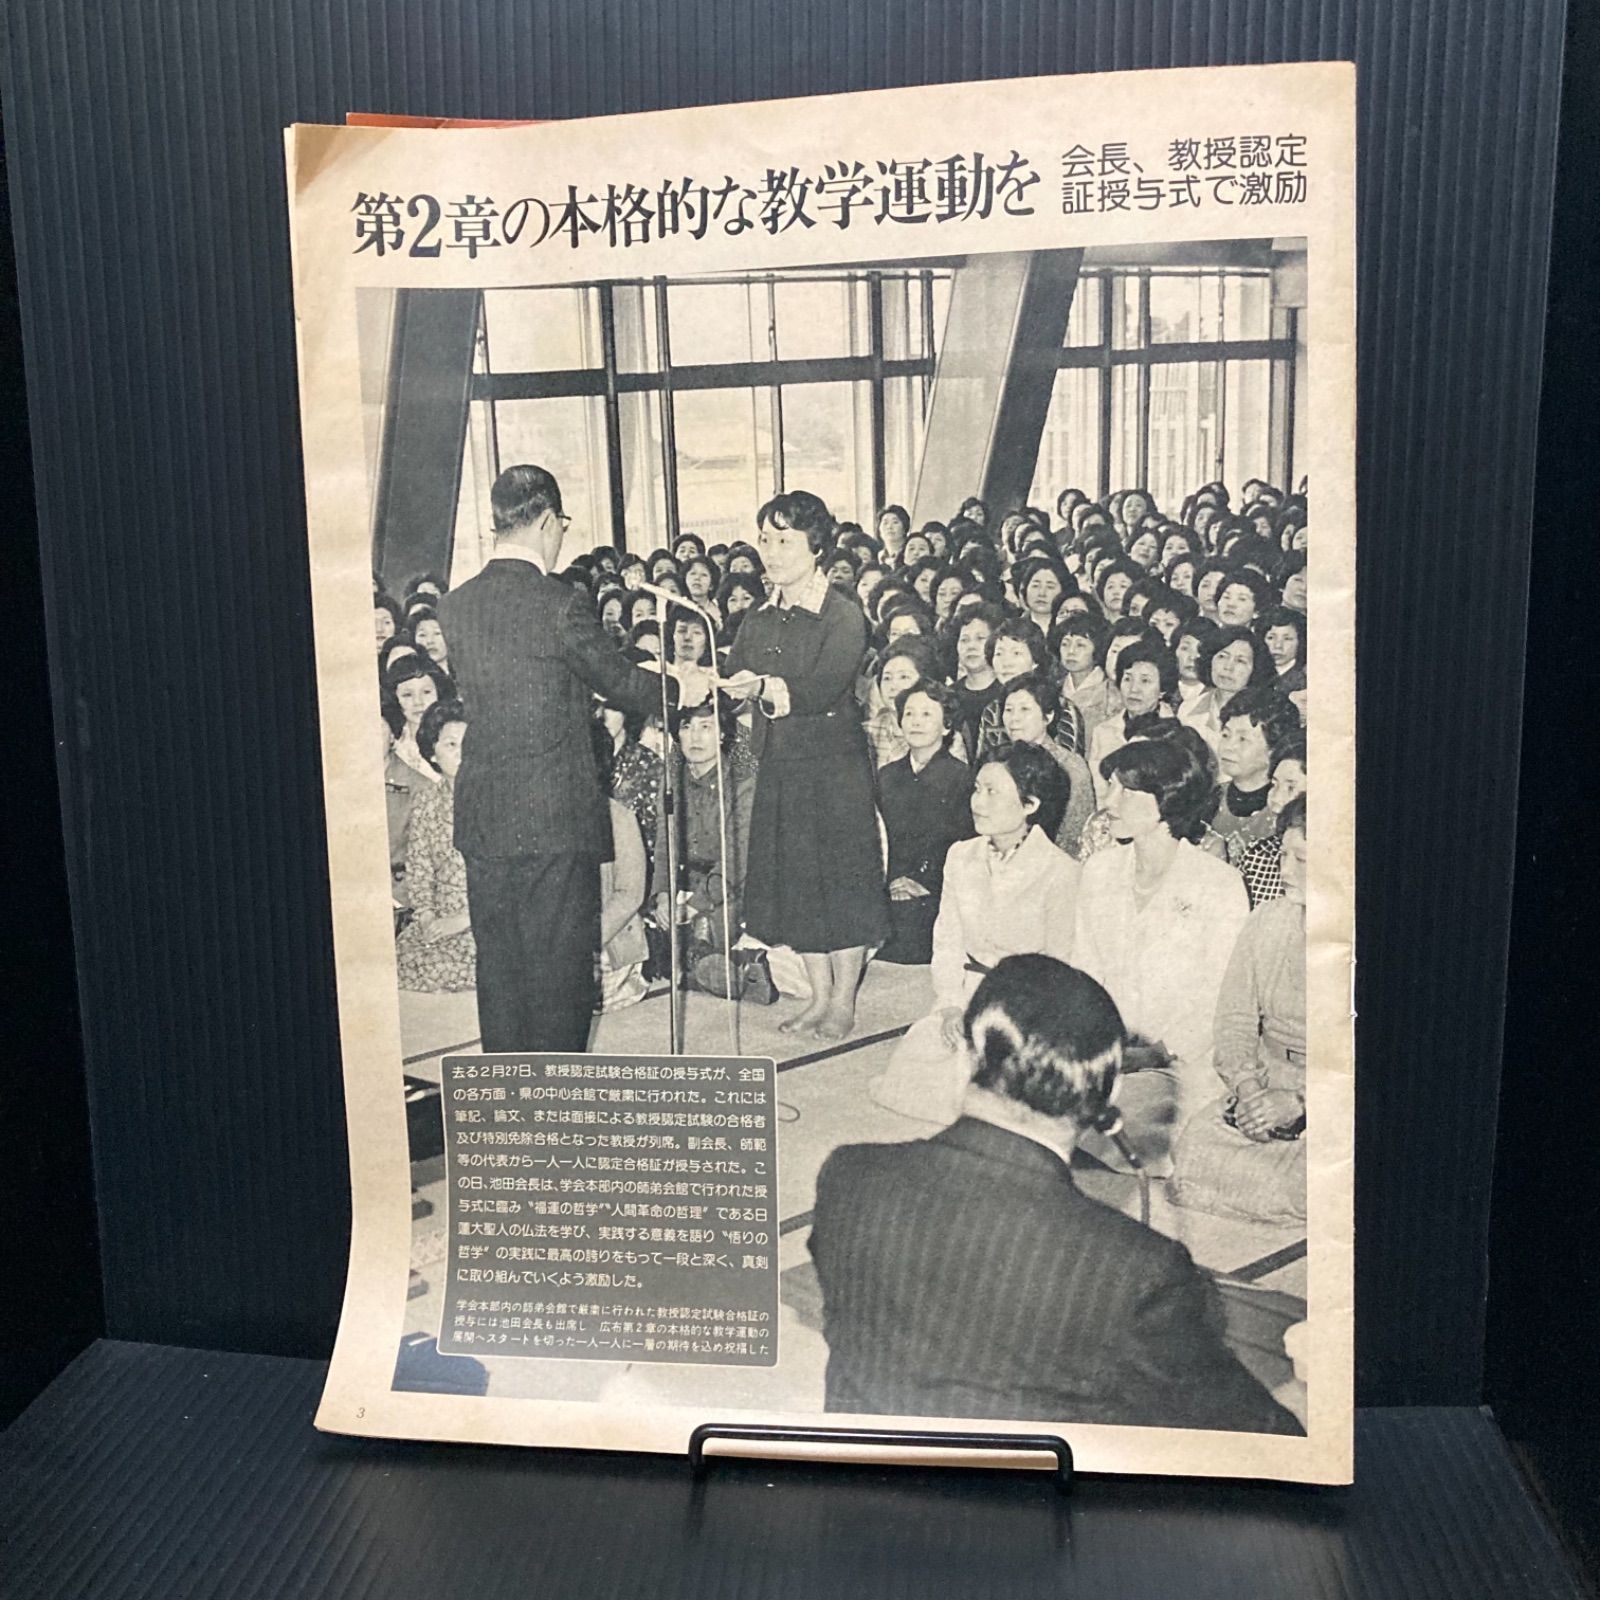 第2章の本格的な教学運動を
会長、教授認定
証授与式で激励
去る2月27日、教授認定試験合格証の授与式が、全国
の各方面・県の中心会館で厳粛に行われた。これには
筆記、論文、または面接による教授認定試験の合格者
及び特別免除合格となった教授が列席。副会長、師範
等の代表から一人一人に認定合格証が授与された。こ
の日、池田会長は、学会本部内の師弟会館で行われた授
与式に臨み〝福運の哲学〟〝人間革命の哲理〟である日
蓮大聖人の仏法を学び、実践する意義を語り〝悟りの
哲学〟の実践に最高の誇りをもって一段と深く、真剣
に取り組んでいくよう激励した。
学会本部内の師弟会館で厳粛に行われた教授認定試験合格証の
授与には池田会長も出席し 広布第2章の本格的な教学運動の
展開へスタートを切った一人一人に一層の期待を込め祝福した
3